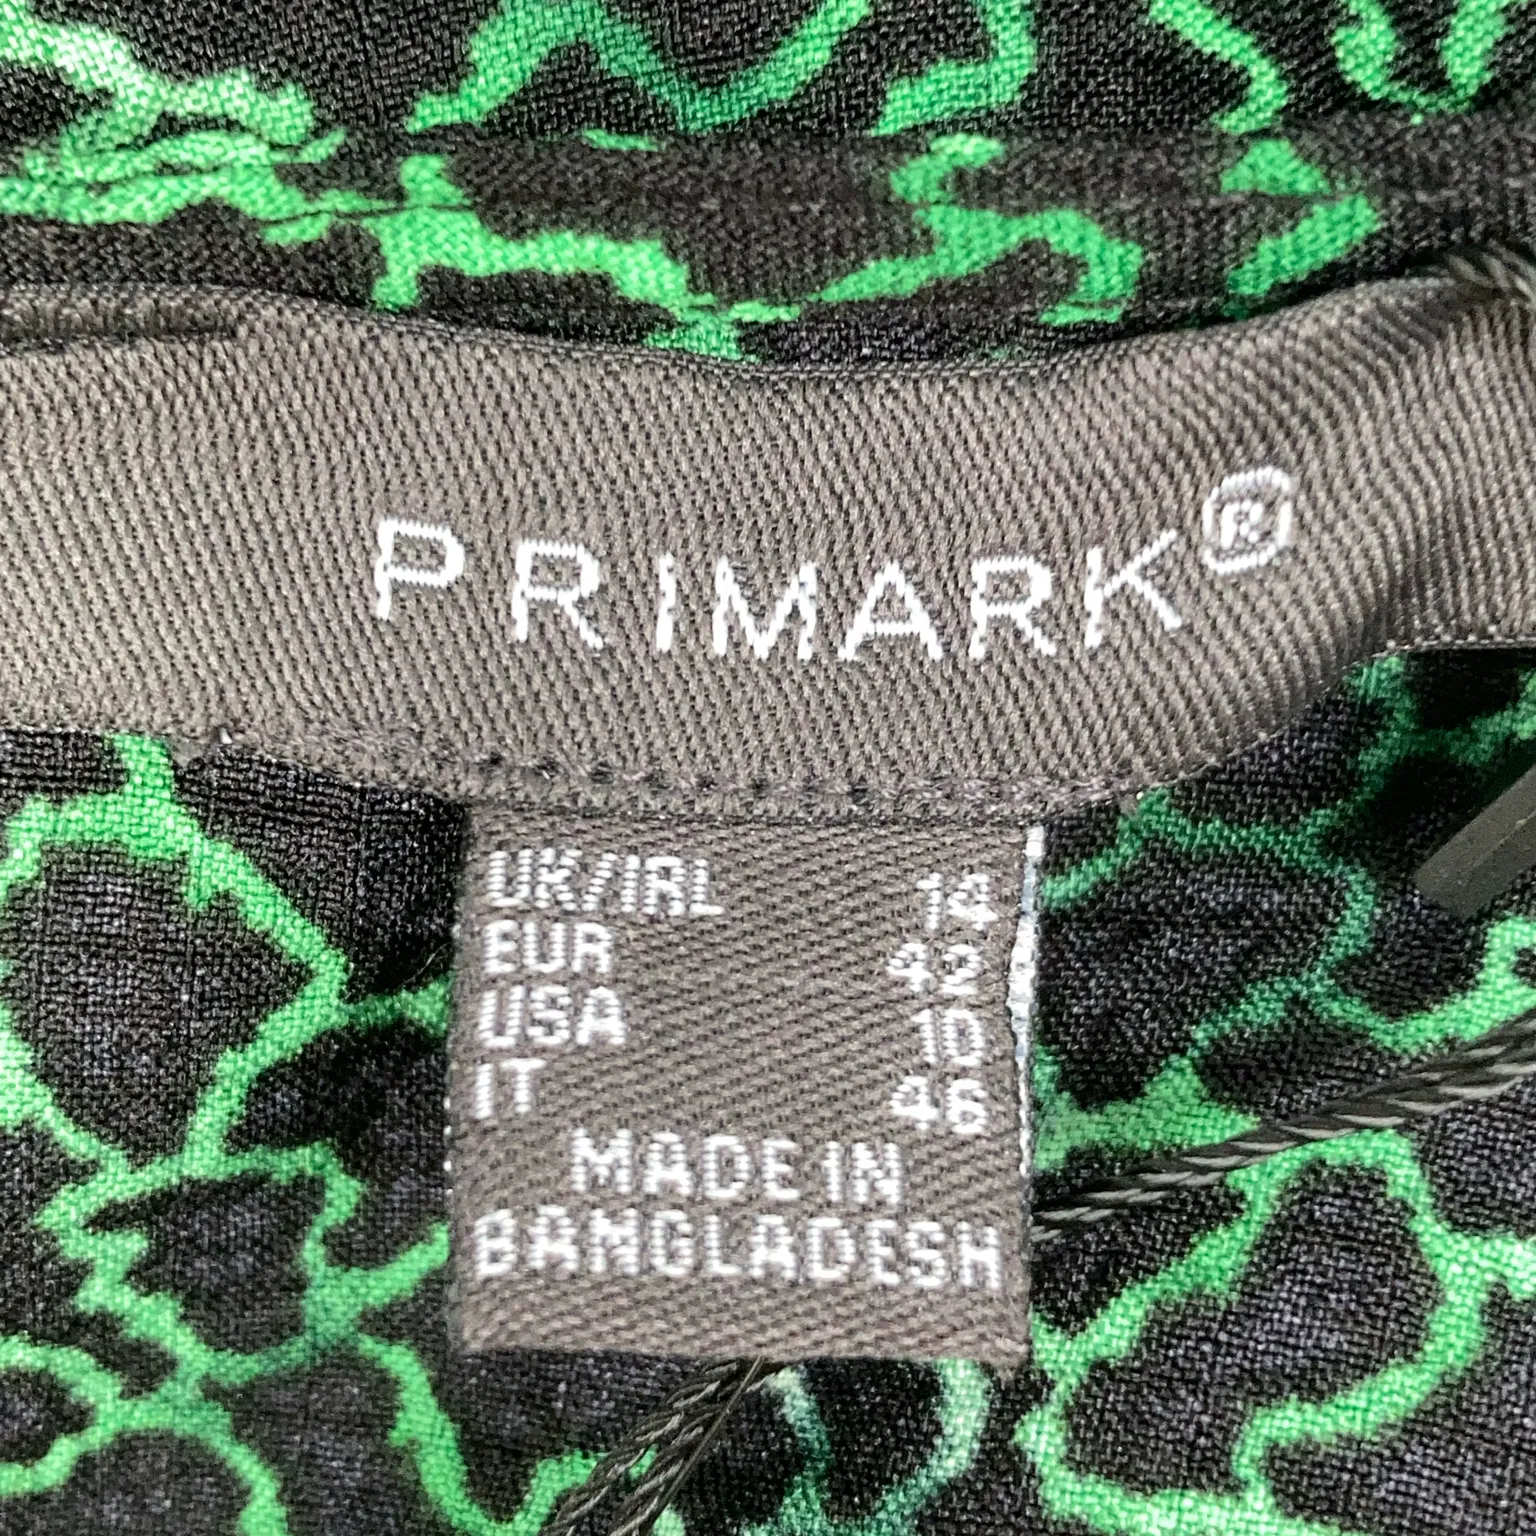 PRIMARK®
UK/IRL 14
EUR 42
USA 10
IT 46
MADE IN
BANGLADESH